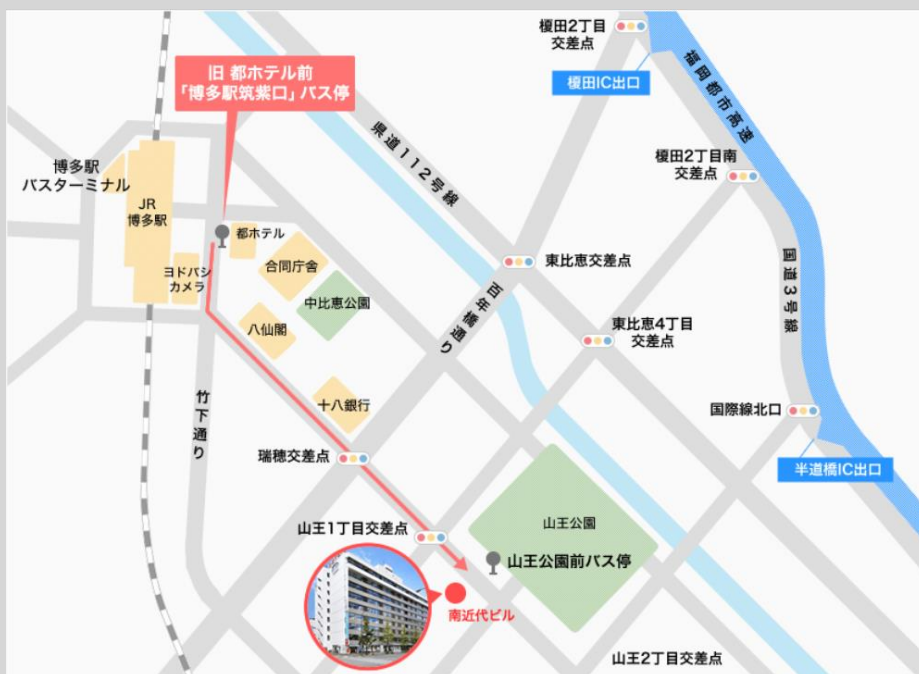 榎田2丁目
交差点
福岡都市高速
榎田IC出口
旧 都ホテル前
「博多駅筑紫口」バス停
県道112号線
榎田2丁目南
交差点
博多駅
バスターミナル
JR
博多駅
都ホテル
合同庁舎
ヨドバシ
カメラ
中比恵公園
東比恵交差点
国道3号線
百年橋通り
八仙閣
東比恵4丁目
交差点
竹下通り
十八銀行
国際線北口
瑞穂交差点
半道橋IC出口
山王1丁目交差点
山王公園
山王公園前バス停
南近代ビル
山王2丁目交差点